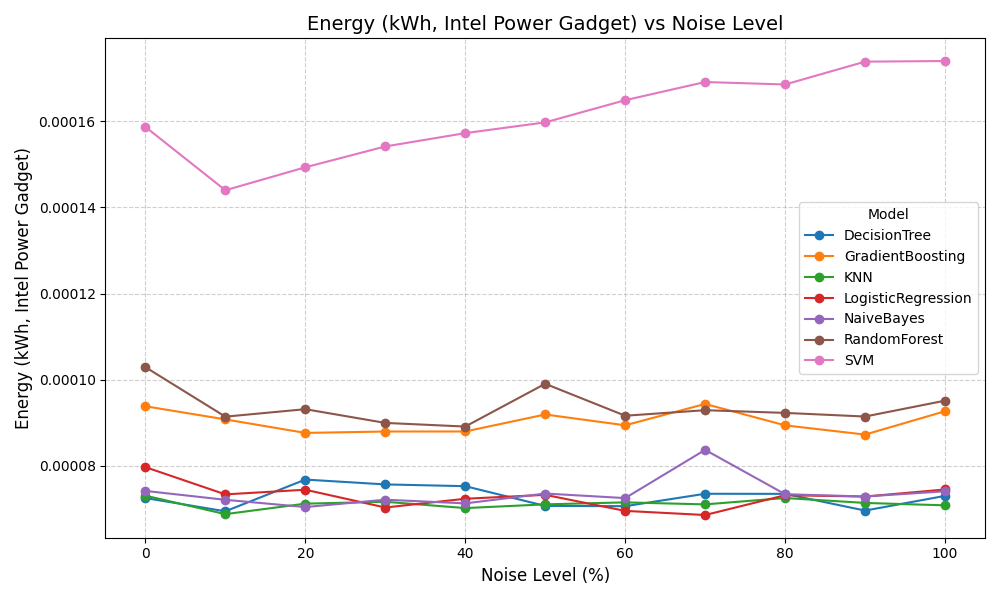 Energy (kWh, Intel Power Gadget) vs Noise Level
Energy (kWh, Intel Power Gadget)
0.00016
0.00014
0.00012
0.00010
0.00008
Model
DecisionTree
GradientBoosting
KNN
LogisticRegression
NaiveBayes
RandomForest
SVM
0 20 40 60 80 100
Noise Level (%)